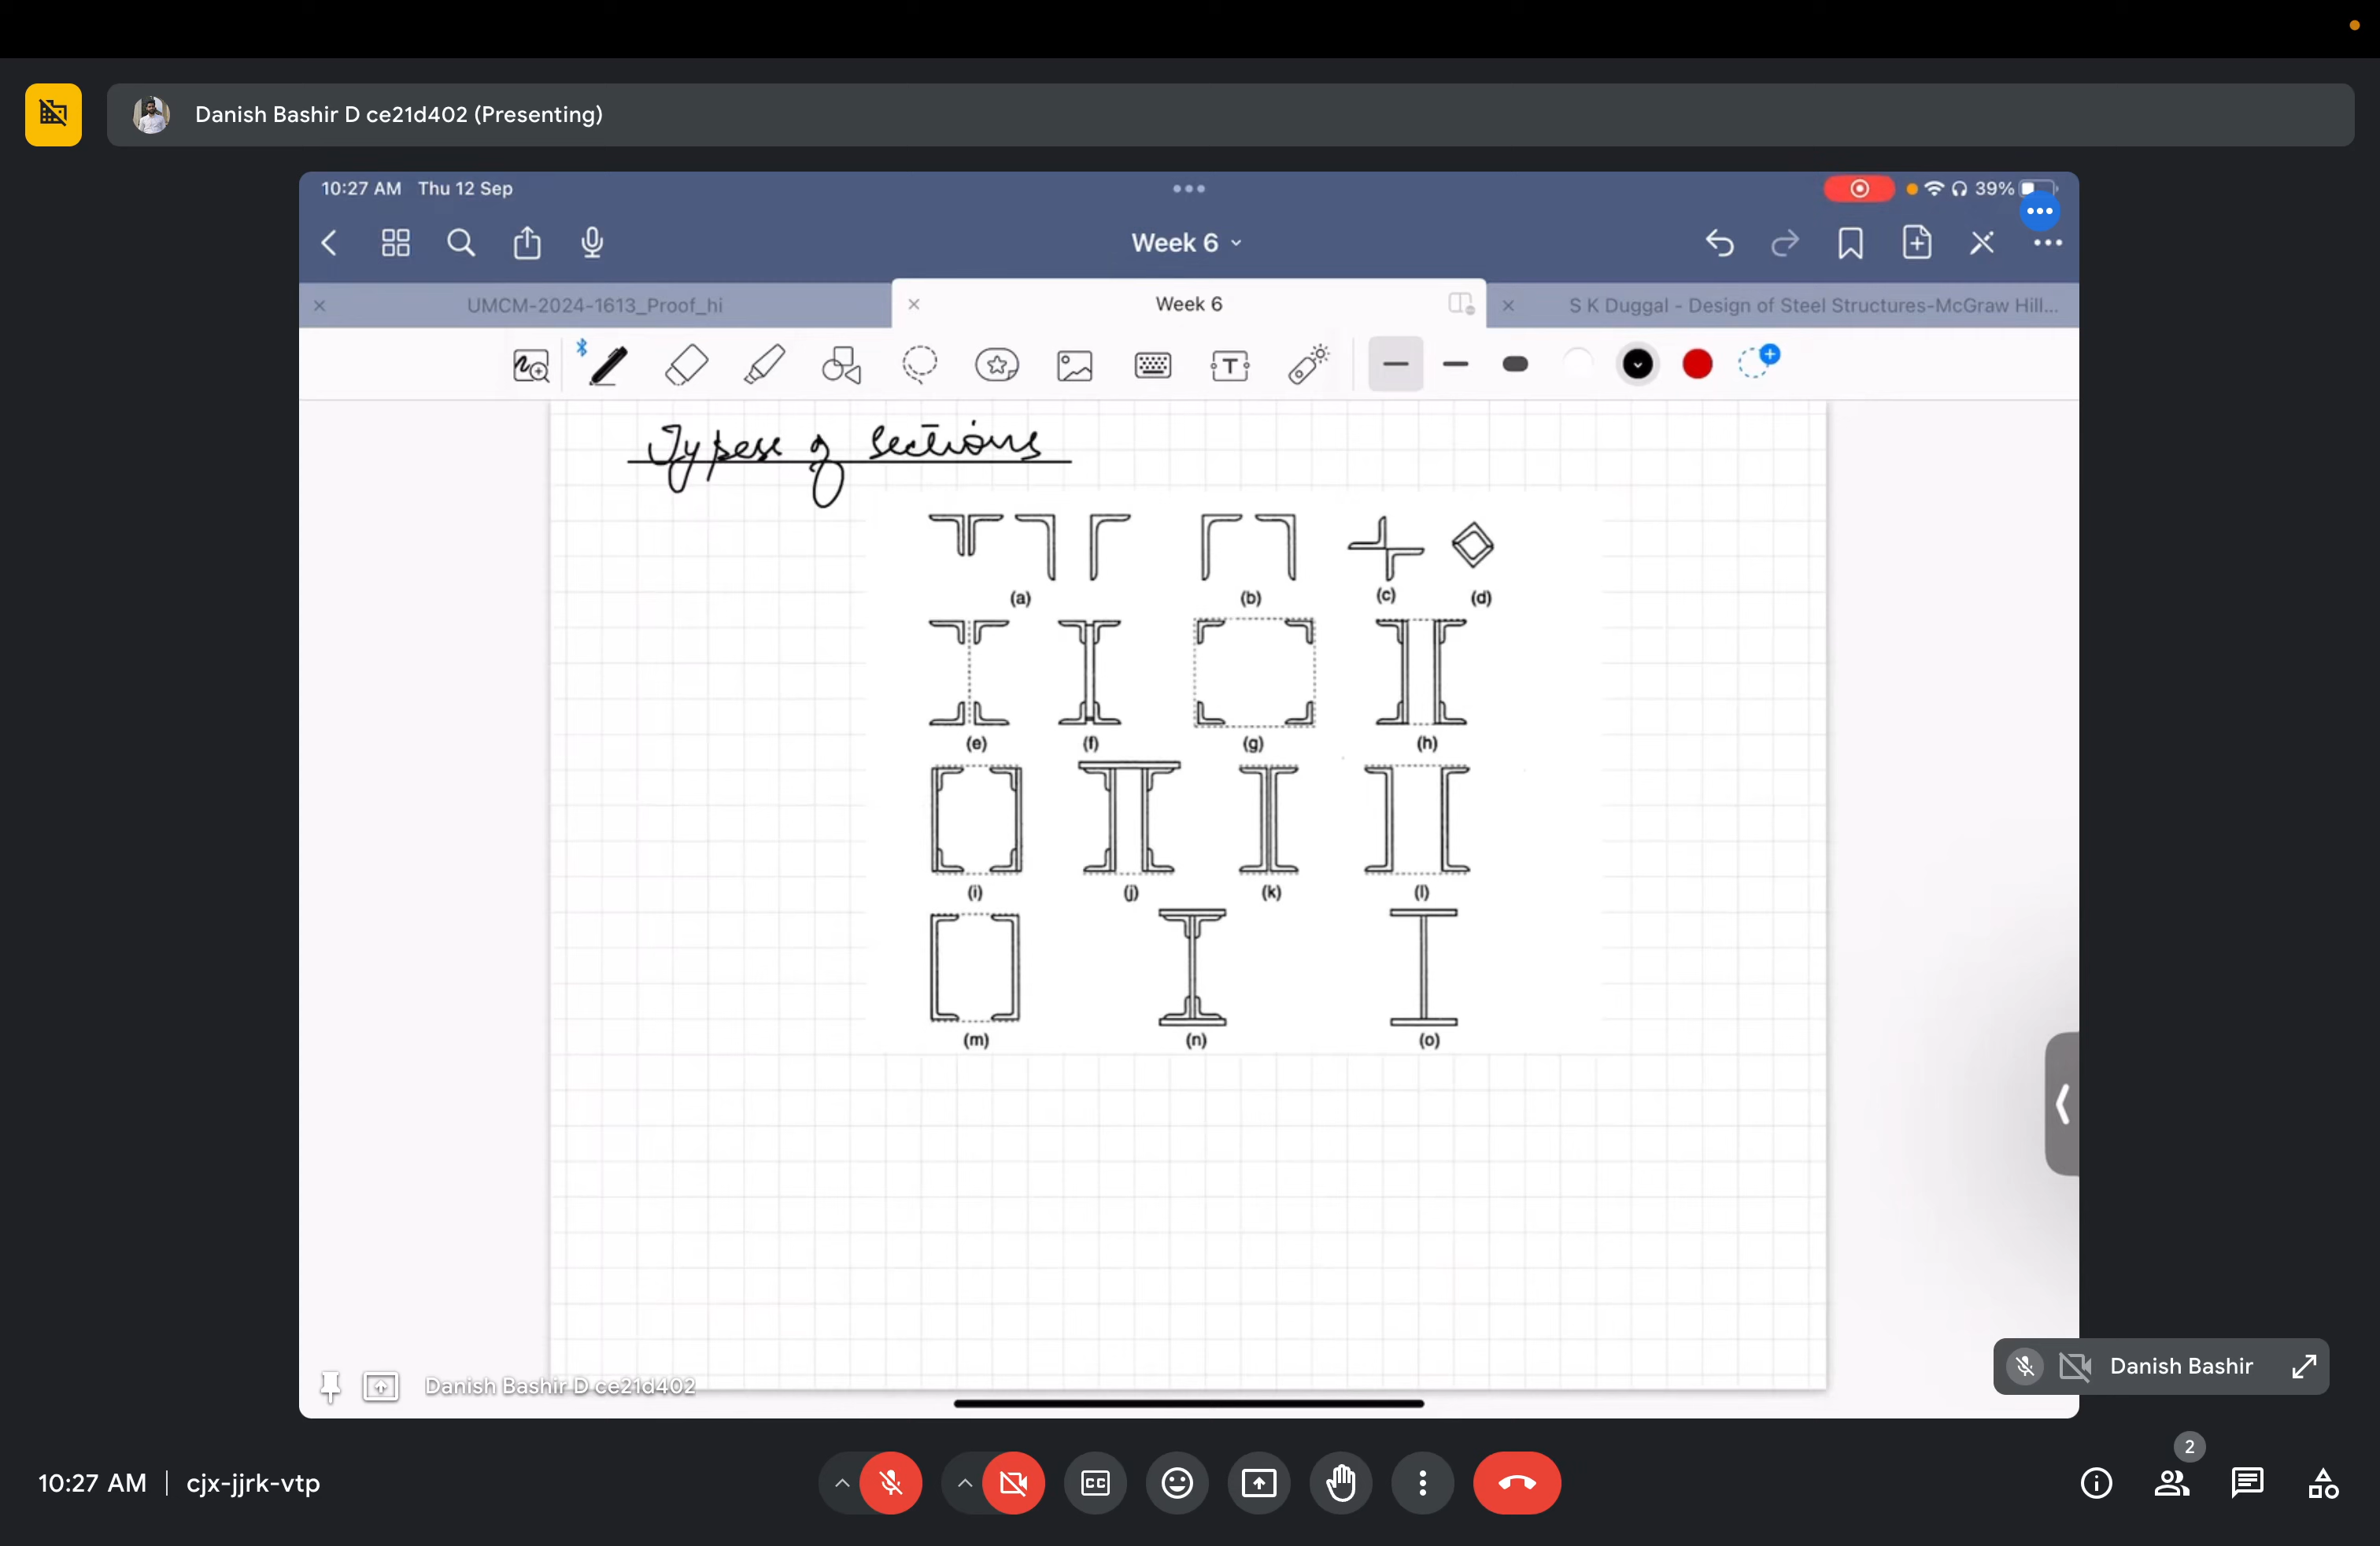 Danish Bashir D ce21d402 (Presenting)
10:27 AM Thu 12 Sep
39%
Week 6
UMCM-2024-1613_Proof_hi
Week 6
S K Duggal - Design of Steel Structures-McGraw Hill...
T
Types of Sections
(a) (b) (c) (d)
(e) (f) (g) (h)
(i) (j) (k) (l)
(m) (n) (o)
Danish Bashir D ce21d402
Danish Bashir
10:27 AM | cjx-jjrk-vtp
CC
2